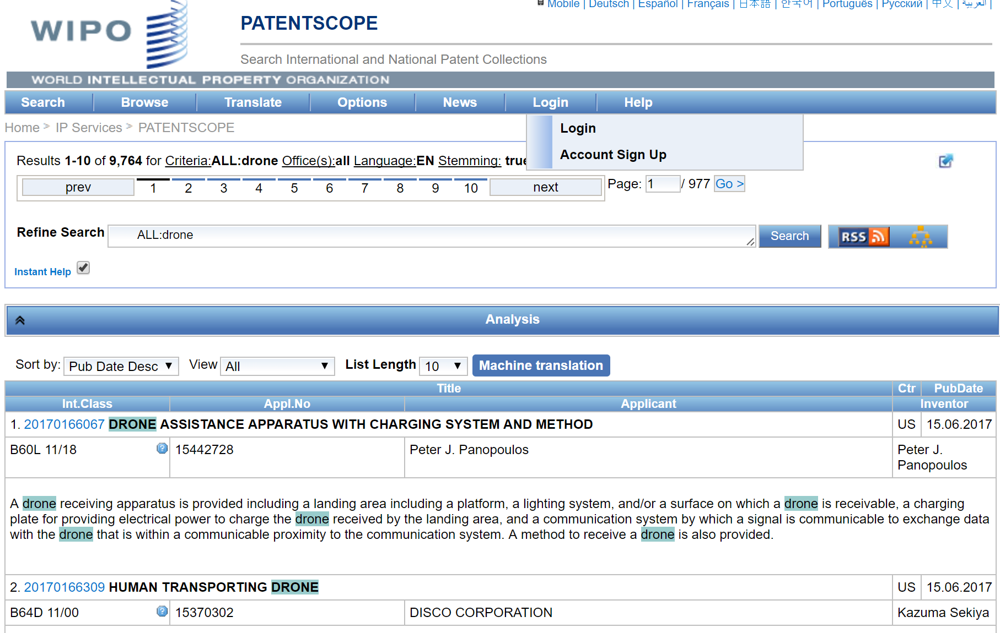 Mobile | Deutsch | Español | Français | 日本語 | 한국어 | Português | Русский | 中文 | العربية |
WIPO
PATENTSCOPE
Search International and National Patent Collections
WORLD INTELLECTUAL PROPERTY ORGANIZATION
Search Browse Translate Options News Login Help
Home > IP Services > PATENTSCOPE
Login
Account Sign Up
Results 1-10 of 9,764 for Criteria:ALL:drone Office(s):all Language:EN Stemming: true
prev 1 2 3 4 5 6 7 8 9 10 next Page: 1 / 977 Go >
Refine Search ALL:drone Search RSS
Instant Help
Analysis
Sort by: Pub Date Desc View All List Length 10 Machine translation
Title Ctr PubDate
Int.Class Appl.No Applicant Inventor
1. 20170166067 DRONE ASSISTANCE APPARATUS WITH CHARGING SYSTEM AND METHOD US 15.06.2017
B60L 11/18 15442728 Peter J. Panopoulos Peter J.
Panopoulos
A drone receiving apparatus is provided including a landing area including a platform, a lighting system, and/or a surface on which a drone is receivable, a charging
plate for providing electrical power to charge the drone received by the landing area, and a communication system by which a signal is communicable to exchange data
with the drone that is within a communicable proximity to the communication system. A method to receive a drone is also provided.
2. 20170166309 HUMAN TRANSPORTING DRONE US 15.06.2017
B64D 11/00 15370302 DISCO CORPORATION Kazuma Sekiya